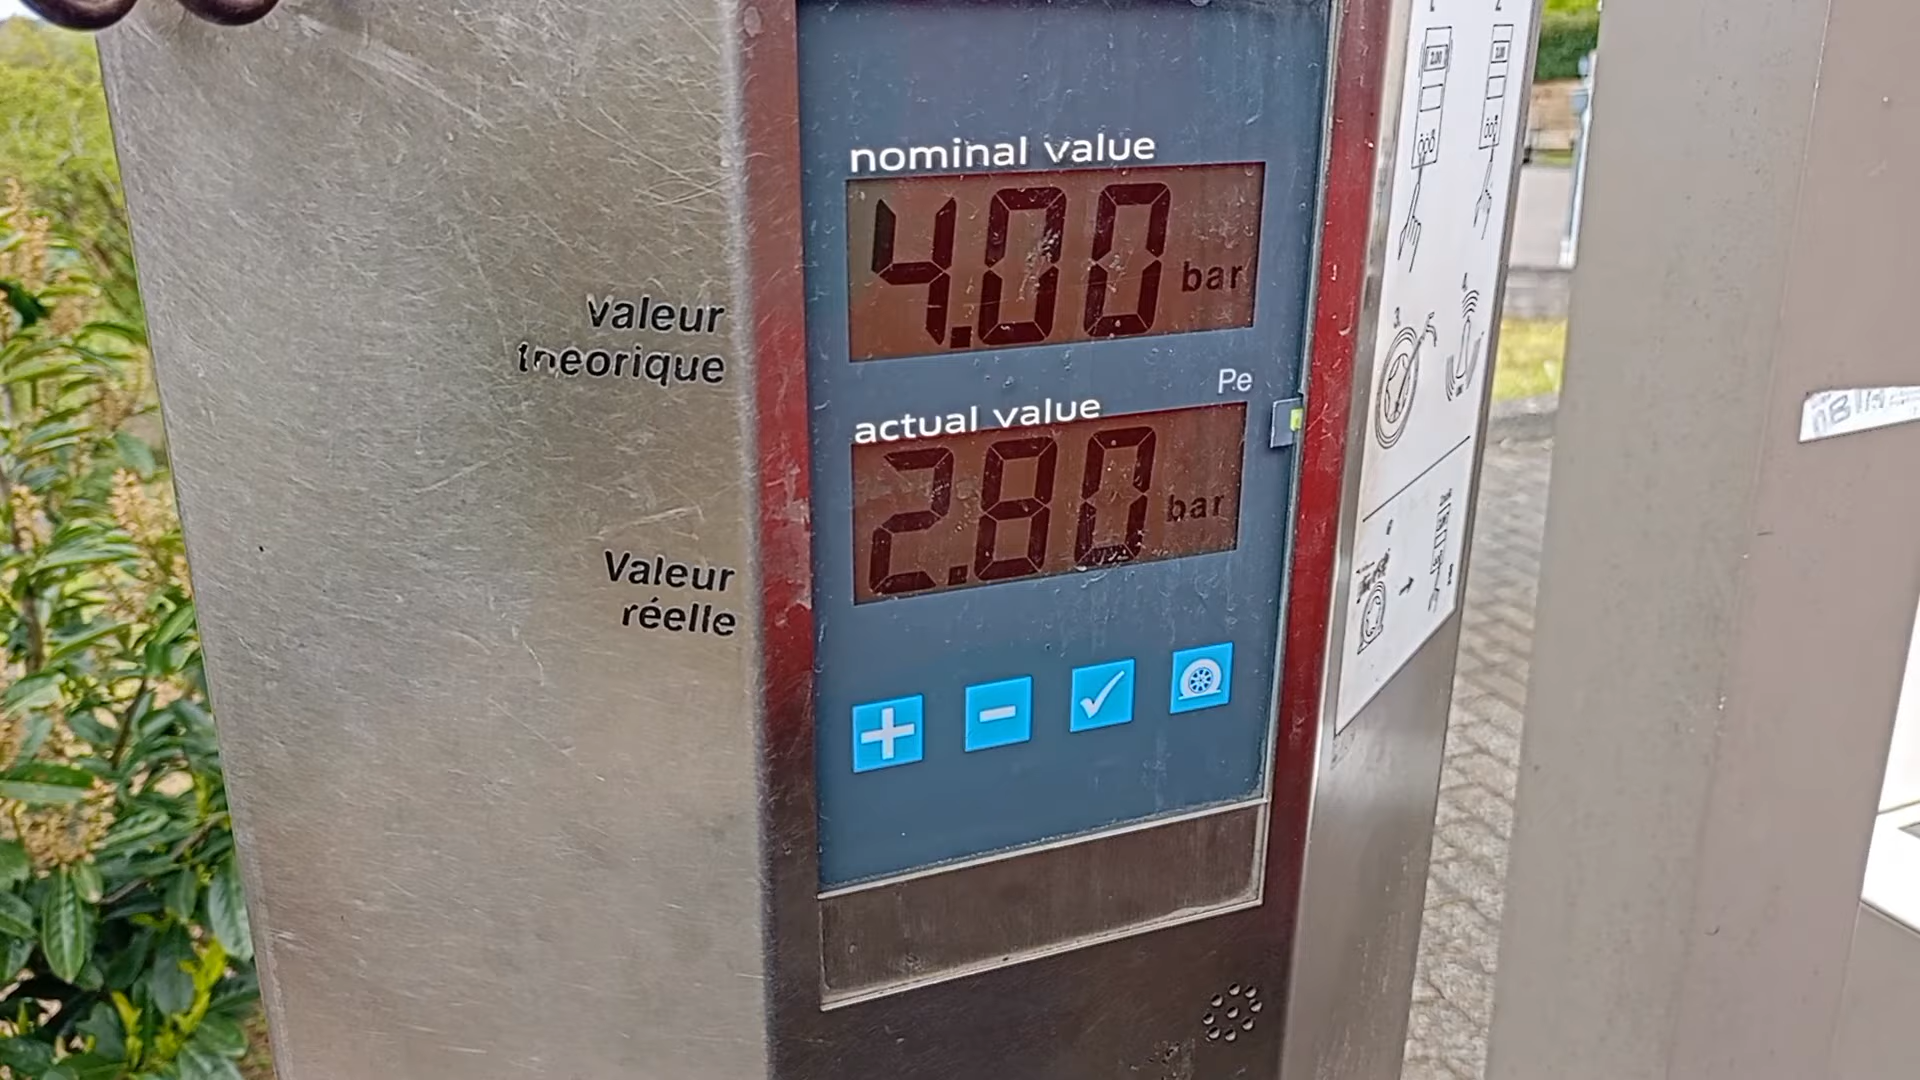 nominal value
4.00 bar
valeur
théorique
Pe
actual value
2.80 bar
Valeur
réelle